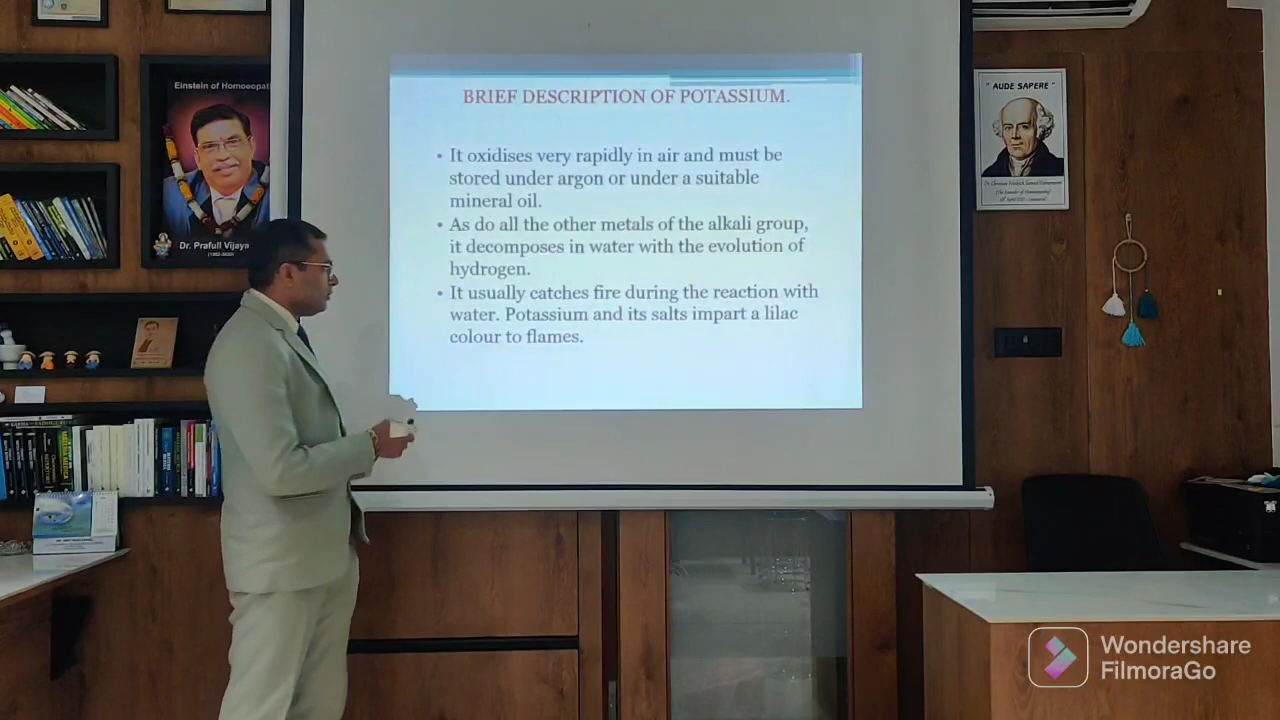 Einstein of Homoeopat
Dr. Prafull Vijaya
BRIEF DESCRIPTION OF POTASSIUM.
• It oxidises very rapidly in air and must be
stored under argon or under a suitable
mineral oil.
• As do all the other metals of the alkali group,
it decomposes in water with the evolution of
hydrogen.
• It usually catches fire during the reaction with
water. Potassium and its salts impart a lilac
colour to flames.
" AUDE SAPERE "
Wondershare
FilmoraGo